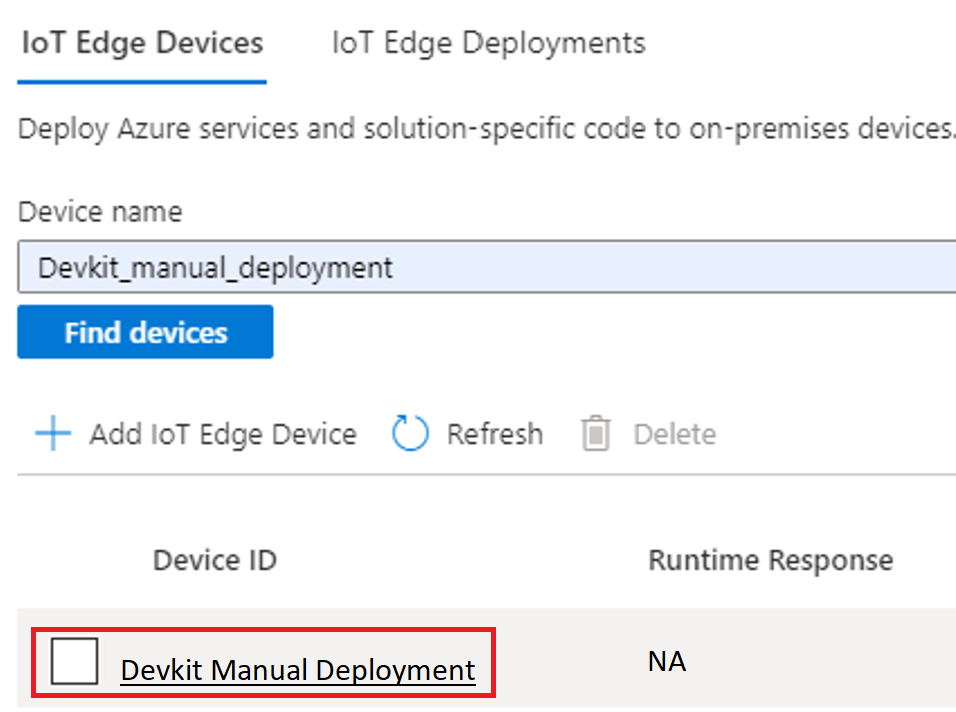 IoT Edge Devices IoT Edge Deployments
Deploy Azure services and solution-specific code to on-premises devices.
Device name
Devkit_manual_deployment
Find devices
Add IoT Edge Device Refresh Delete
Device ID Runtime Response
Devkit Manual Deployment NA